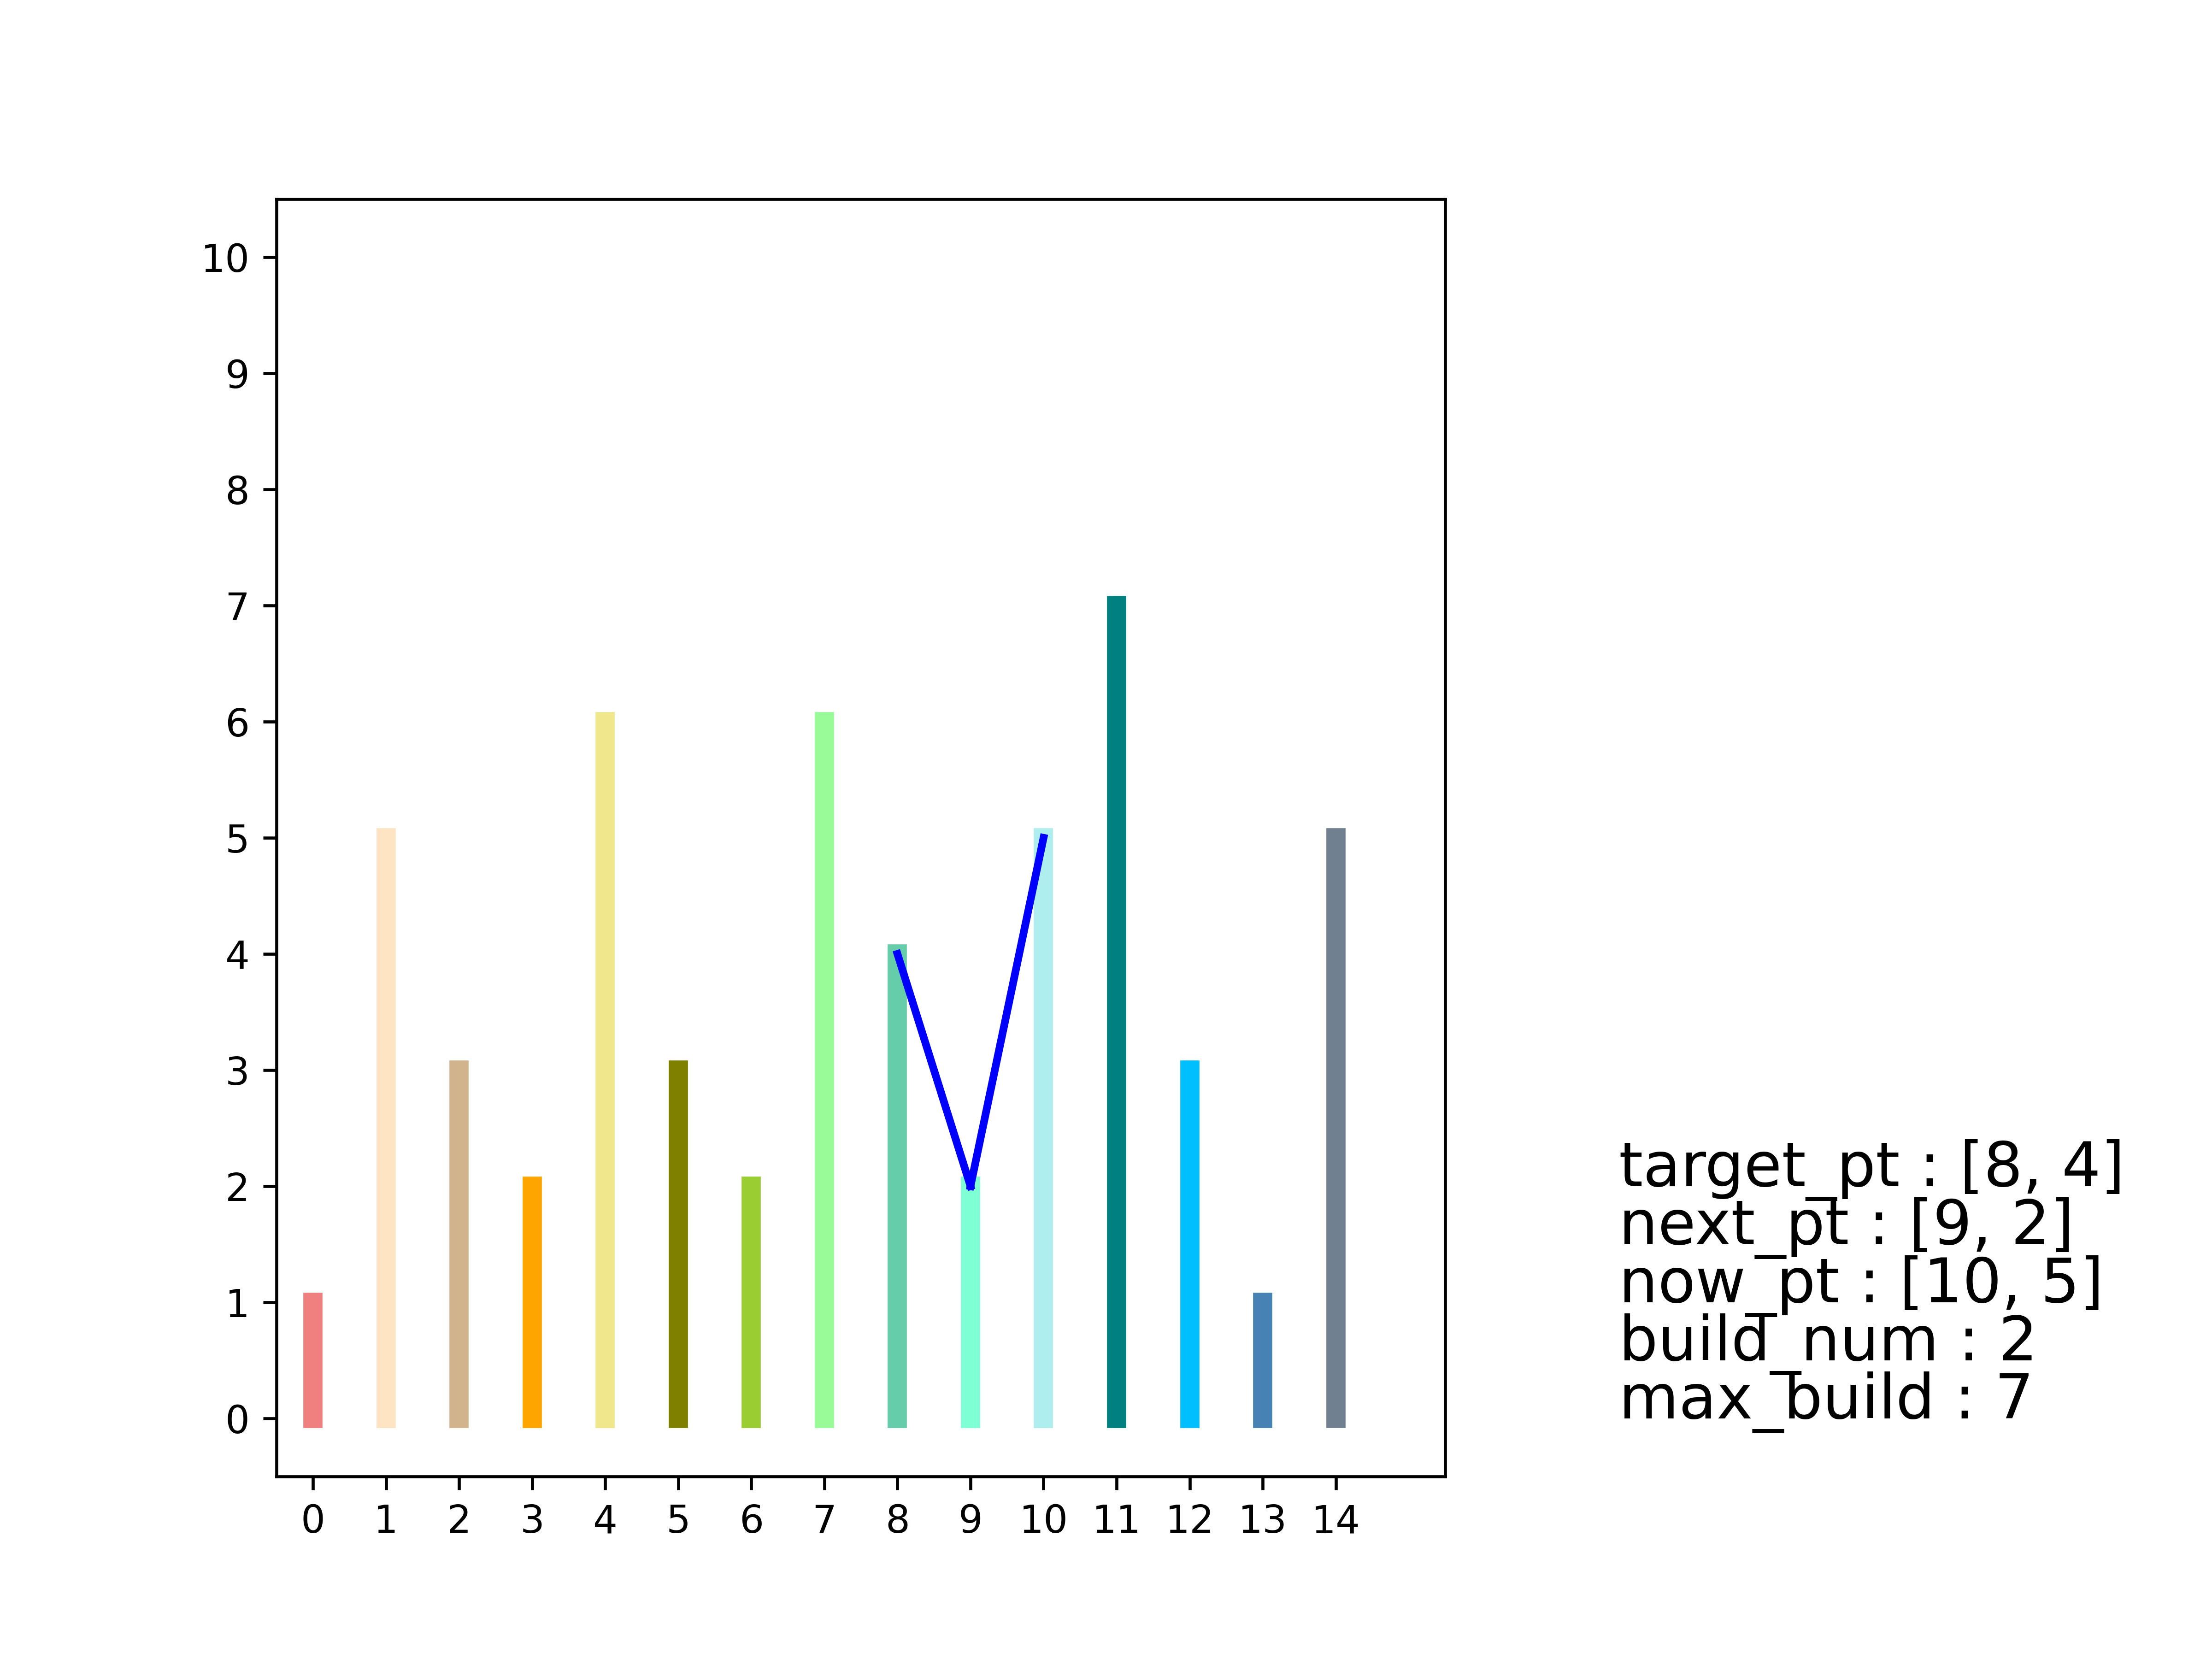 10
9
8
7
6
5
4
3
2
1
0
0 1 2 3 4 5 6 7 8 9 10 11 12 13 14
target_pt : [8, 4]
next_pt : [9, 2]
now_pt : [10, 5]
build_num : 2
max_build : 7